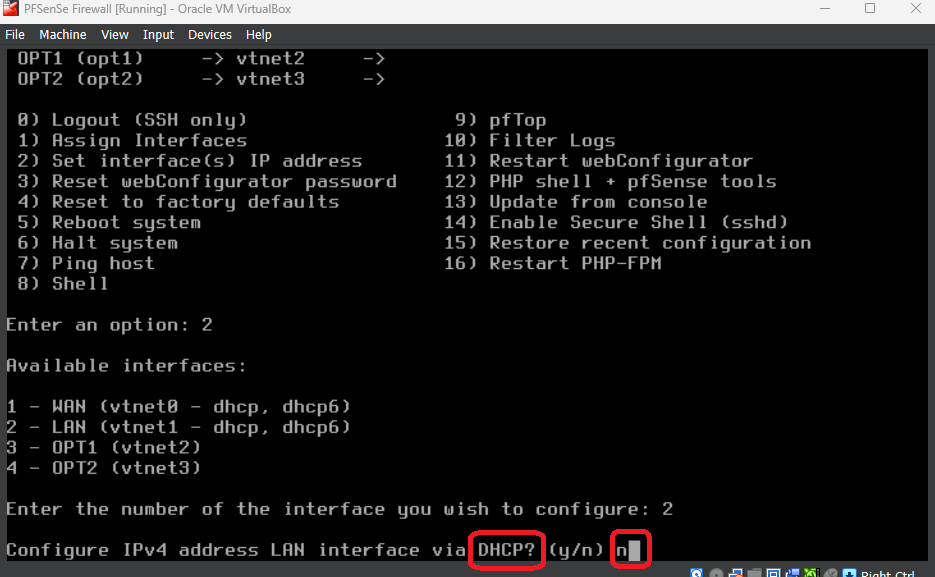 PFSenSe Firewall [Running] - Oracle VM VirtualBox
File Machine View Input Devices Help
OPT1 (opt1) -> vtnet2 ->
OPT2 (opt2) -> vtnet3 ->
0) Logout (SSH only) 9) pfTop
1) Assign Interfaces 10) Filter Logs
2) Set interface(s) IP address 11) Restart webConfigurator
3) Reset webConfigurator password 12) PHP shell + pfSense tools
4) Reset to factory defaults 13) Update from console
5) Reboot system 14) Enable Secure Shell (sshd)
6) Halt system 15) Restore recent configuration
7) Ping host 16) Restart PHP-FPM
8) Shell
Enter an option: 2
Available interfaces:
1 - WAN (vtnet0 - dhcp, dhcp6)
2 - LAN (vtnet1 - dhcp, dhcp6)
3 - OPT1 (vtnet2)
4 - OPT2 (vtnet3)
Enter the number of the interface you wish to configure: 2
Configure IPv4 address LAN interface via DHCP? (y/n) n
Right Ctrl